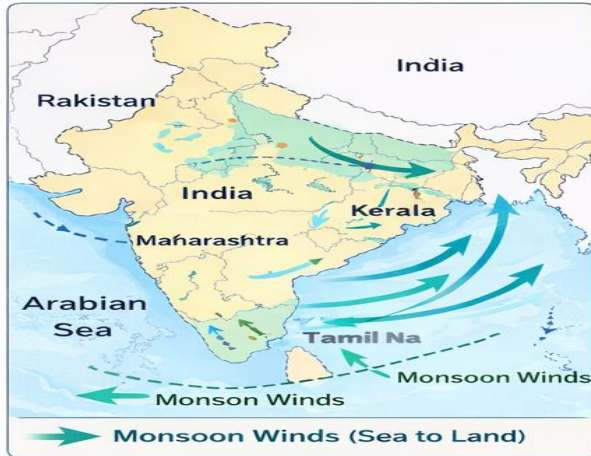 India
Rakistan
India
Kerala
Maharashtra
Arabian
Sea
Tamil Na
Monsoon Winds
Monson Winds
Monsoon Winds (Sea to Land)